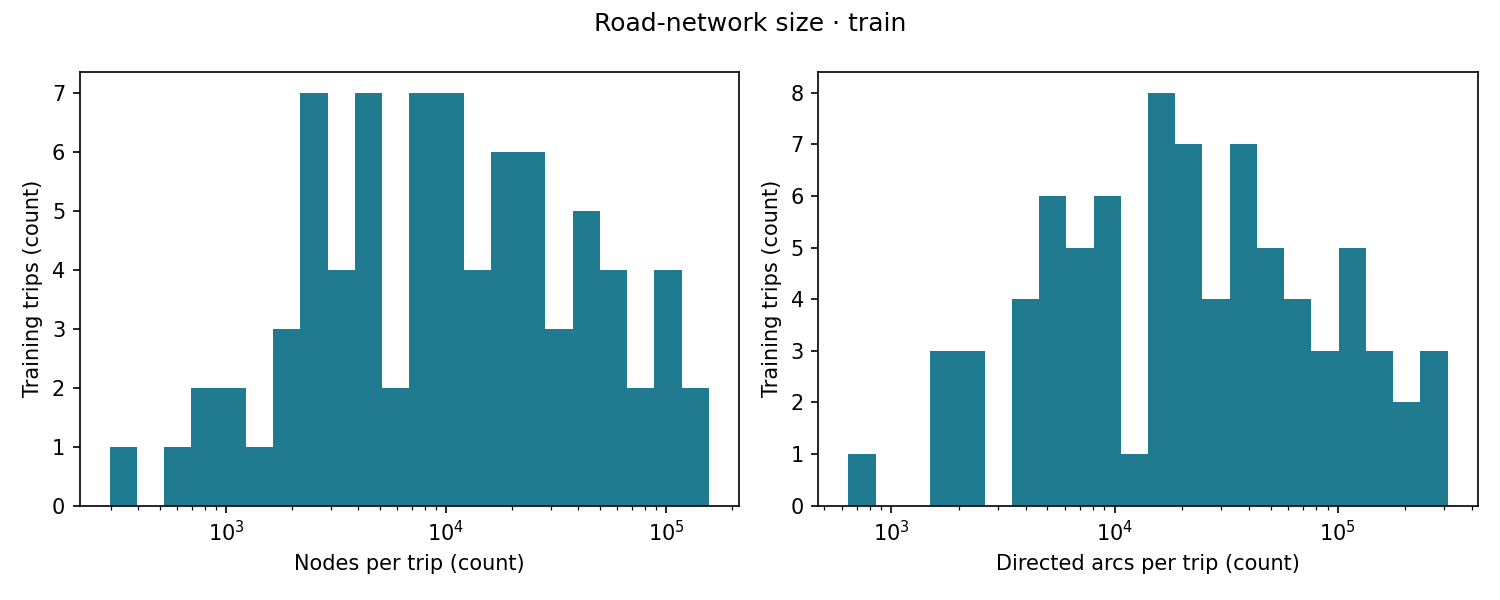 Road-network size · train
Training trips (count)
7
6
5
4
3
2
1
0
10³ 10⁴ 10⁵
Nodes per trip (count)
Training trips (count)
8
7
6
5
4
3
2
1
0
10³ 10⁴ 10⁵
Directed arcs per trip (count)